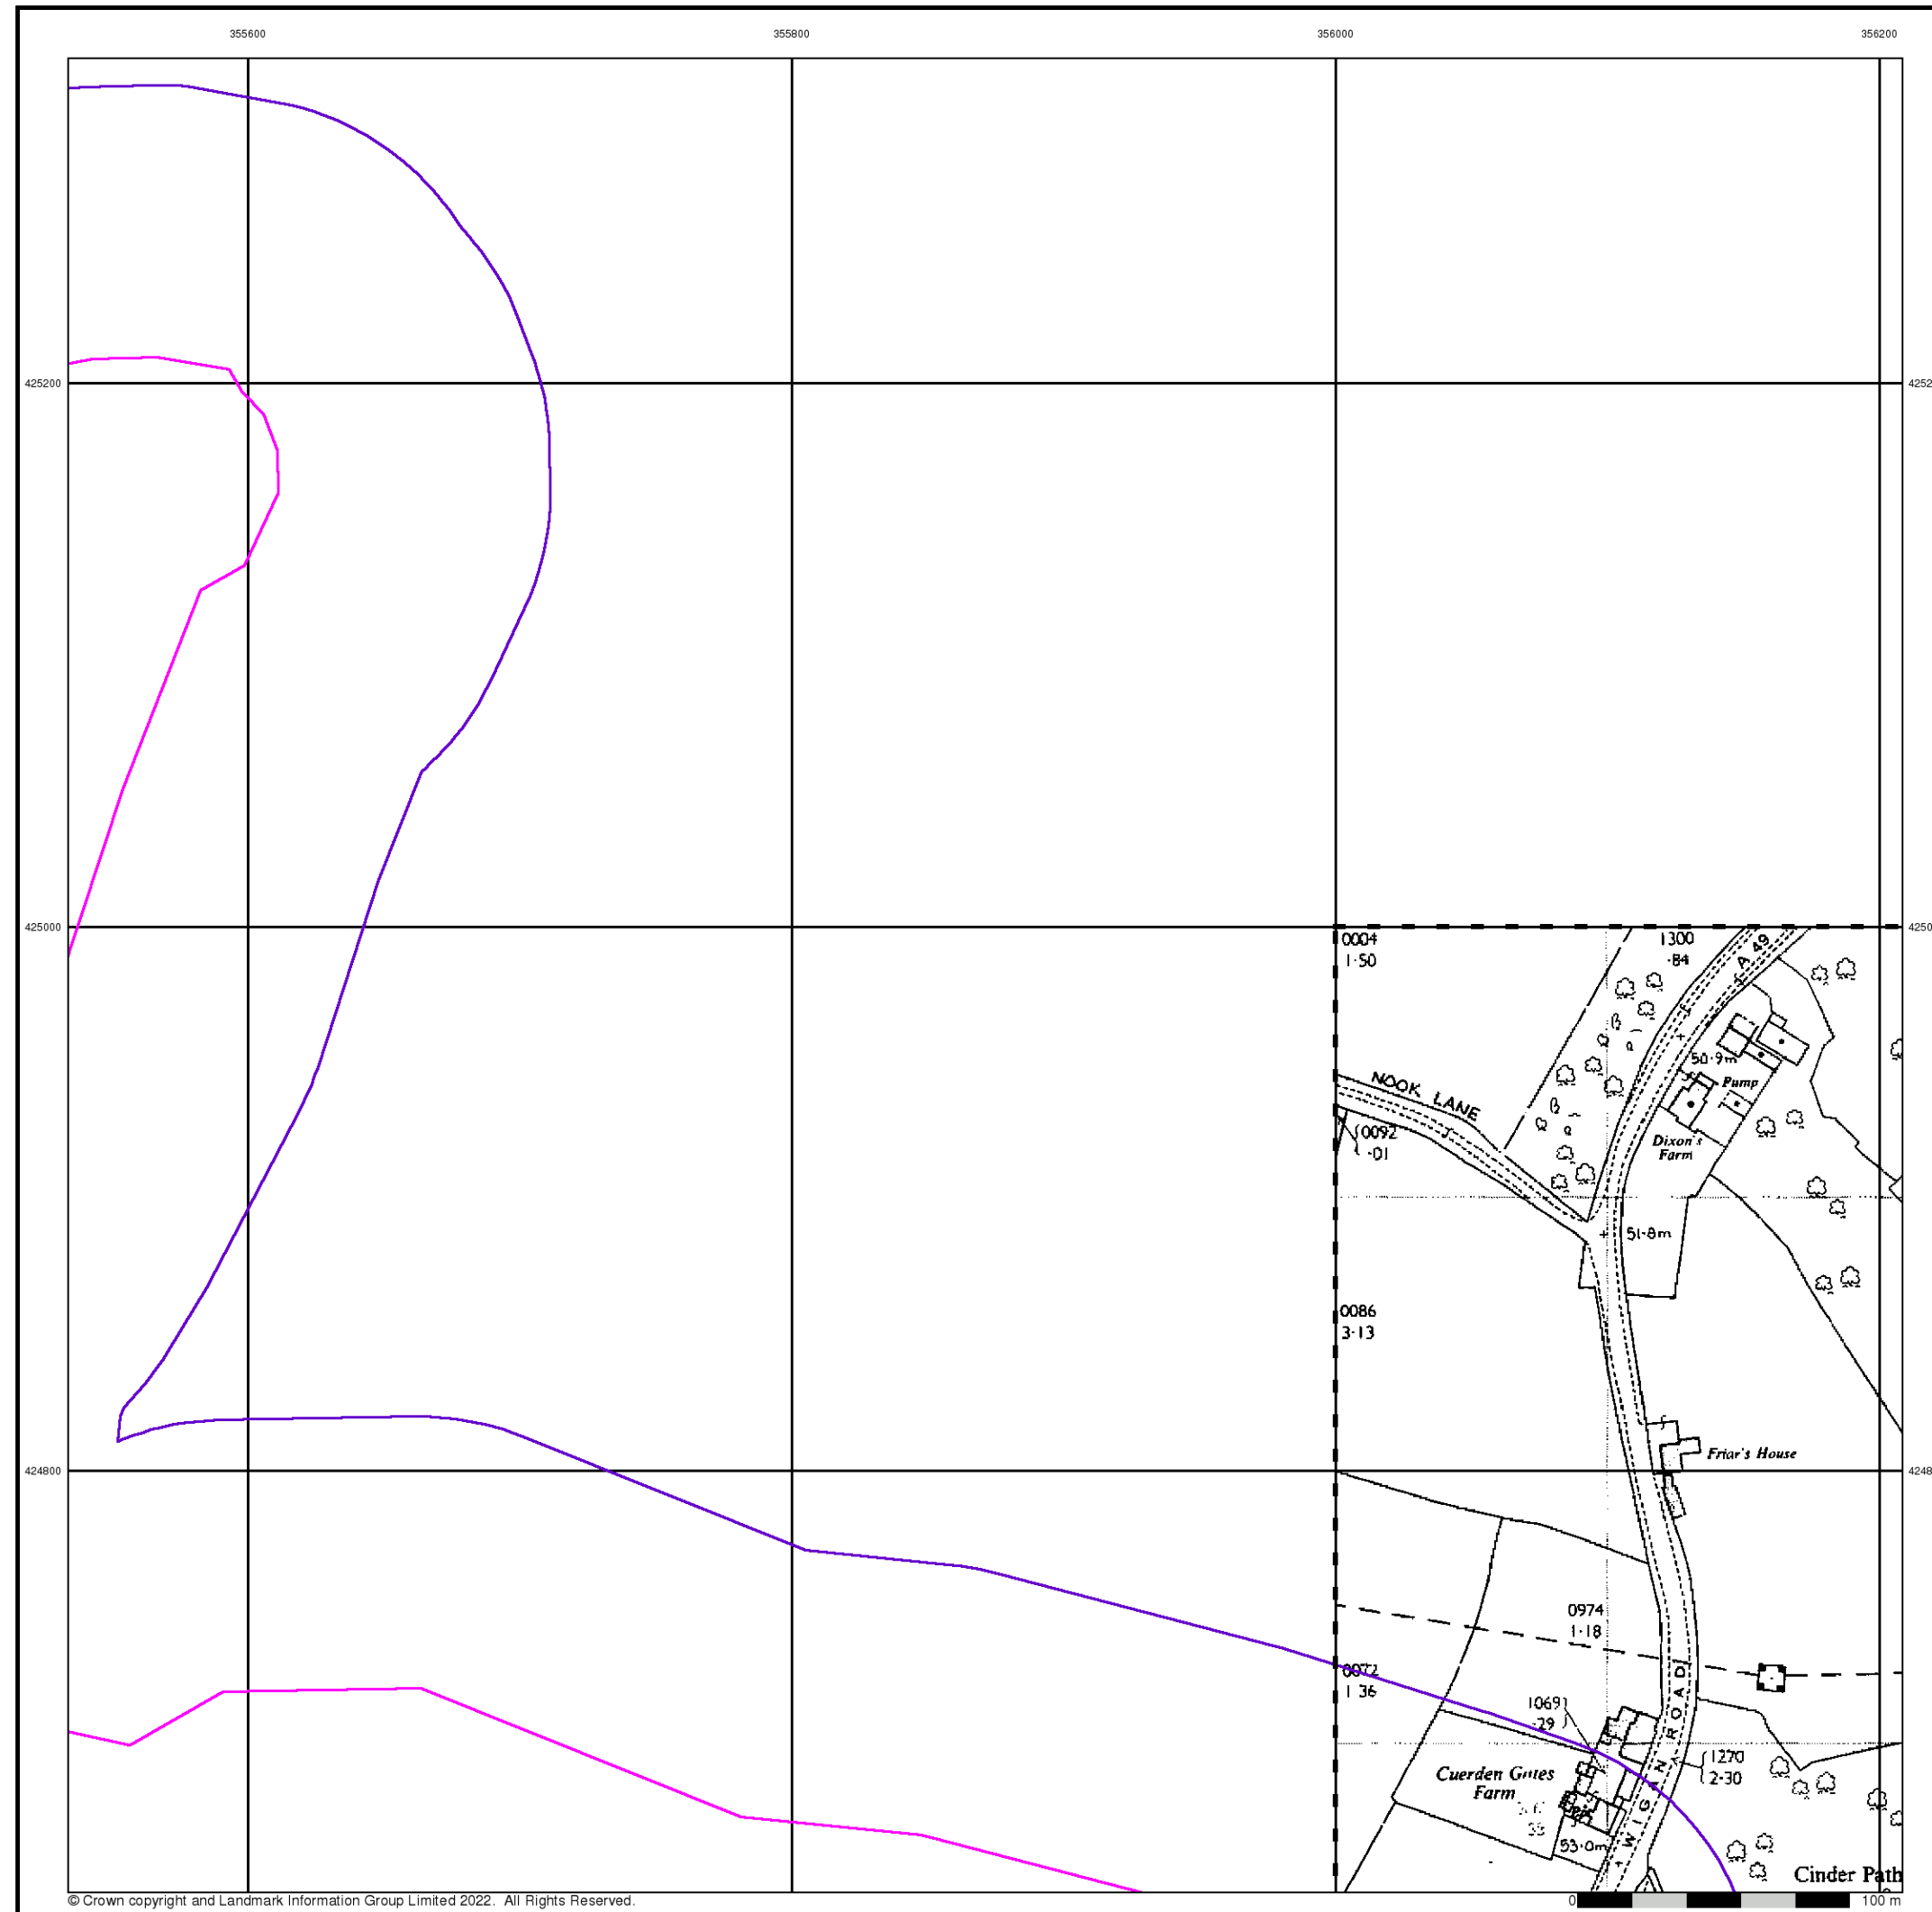 355600 355800 356000 356200
425200
425000
424800
0004
1·50
1300
·84
A 49
50·9m
Pump
NOOK LANE
0092
·01
Dixon's
Farm
51·8m
0086
3·13
Friar's House
0974
1·18
0072
1 36
1069
·29
WIGAN ROAD
1270
2·30
Cuerden Gates
Farm
53·0m
Cinder Path
© Crown copyright and Landmark Information Group Limited 2022. All Rights Reserved.
0 100 m